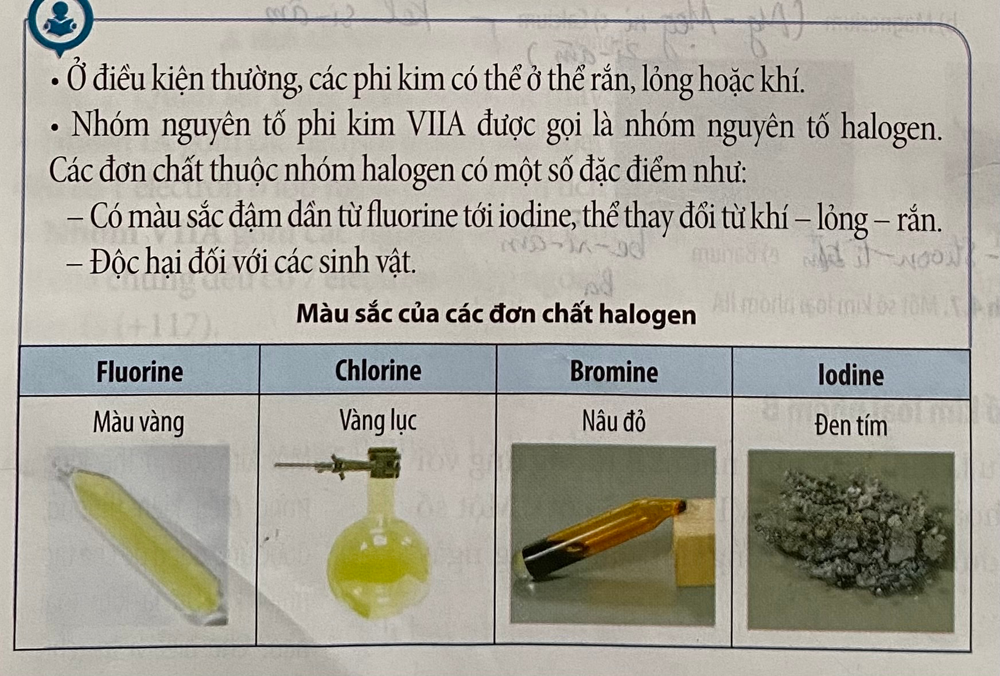 • Ở điều kiện thường, các phi kim có thể ở thể rắn, lỏng hoặc khí.
• Nhóm nguyên tố phi kim VIIA được gọi là nhóm nguyên tố halogen.
Các đơn chất thuộc nhóm halogen có một số đặc điểm như:
– Có màu sắc đậm dần từ fluorine tới iodine, thể thay đổi từ khí – lỏng – rắn.
– Độc hại đối với các sinh vật.
Màu sắc của các đơn chất halogen
Fluorine Chlorine Bromine Iodine
Màu vàng Vàng lục Nâu đỏ Đen tím